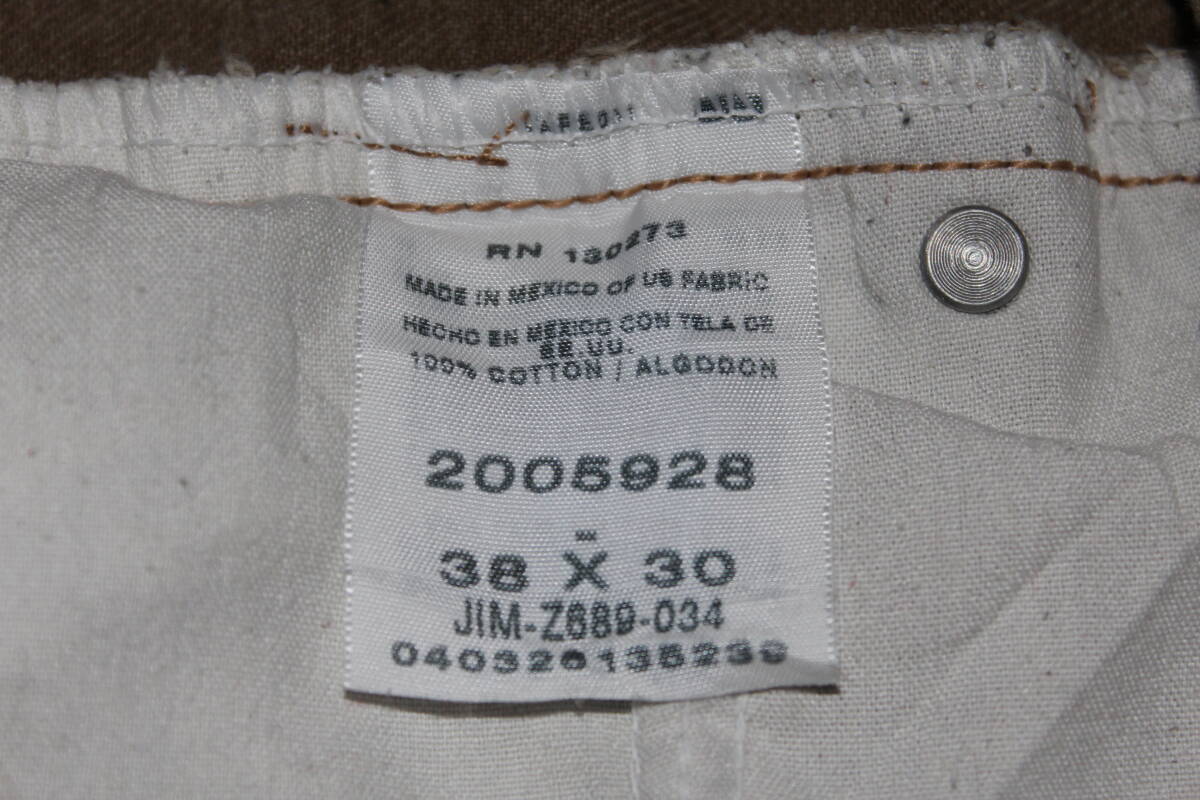 RN 130273
MADE IN MEXICO OF US FABRIC
HECHO EN MEXICO CON TELA DE
EE.UU.
100% COTTON / ALGODON
2005928
-
38 X 30
JIM-Z689-034
040326135239